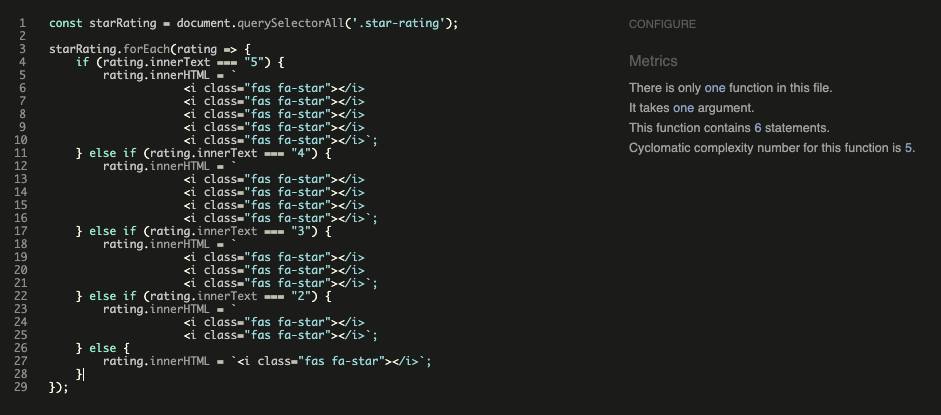 1 const starRating = document.querySelectorAll('.star-rating');
2
3 starRating.forEach(rating => {
4     if (rating.innerText === "5") {
5         rating.innerHTML = `
6                     <i class="fas fa-star"></i>
7                     <i class="fas fa-star"></i>
8                     <i class="fas fa-star"></i>
9                     <i class="fas fa-star"></i>
10                     <i class="fas fa-star"></i>`;
11     } else if (rating.innerText === "4") {
12         rating.innerHTML = `
13                     <i class="fas fa-star"></i>
14                     <i class="fas fa-star"></i>
15                     <i class="fas fa-star"></i>
16                     <i class="fas fa-star"></i>`;
17     } else if (rating.innerText === "3") {
18         rating.innerHTML = `
19                     <i class="fas fa-star"></i>
20                     <i class="fas fa-star"></i>
21                     <i class="fas fa-star"></i>`;
22     } else if (rating.innerText === "2") {
23         rating.innerHTML = `
24                     <i class="fas fa-star"></i>
25                     <i class="fas fa-star"></i>`;
26     } else {
27         rating.innerHTML = `<i class="fas fa-star"></i>`;
28     }
29 });
CONFIGURE
Metrics
There is only one function in this file.
It takes one argument.
This function contains 6 statements.
Cyclomatic complexity number for this function is 5.